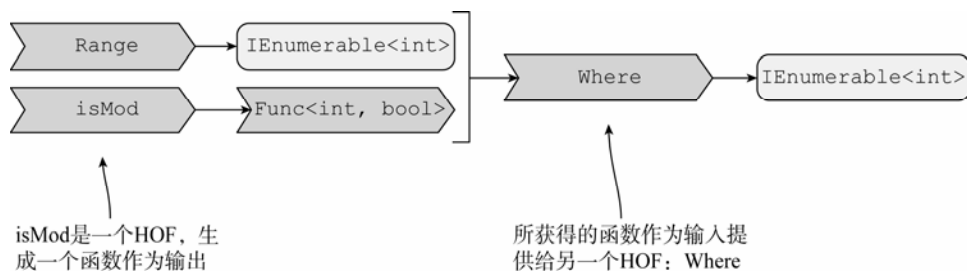 Range
IEnumerable<int>
isMod
Func<int, bool>
Where
IEnumerable<int>
isMod是一个HOF，生
成一个函数作为输出
所获得的函数作为输入提
供给另一个HOF：Where